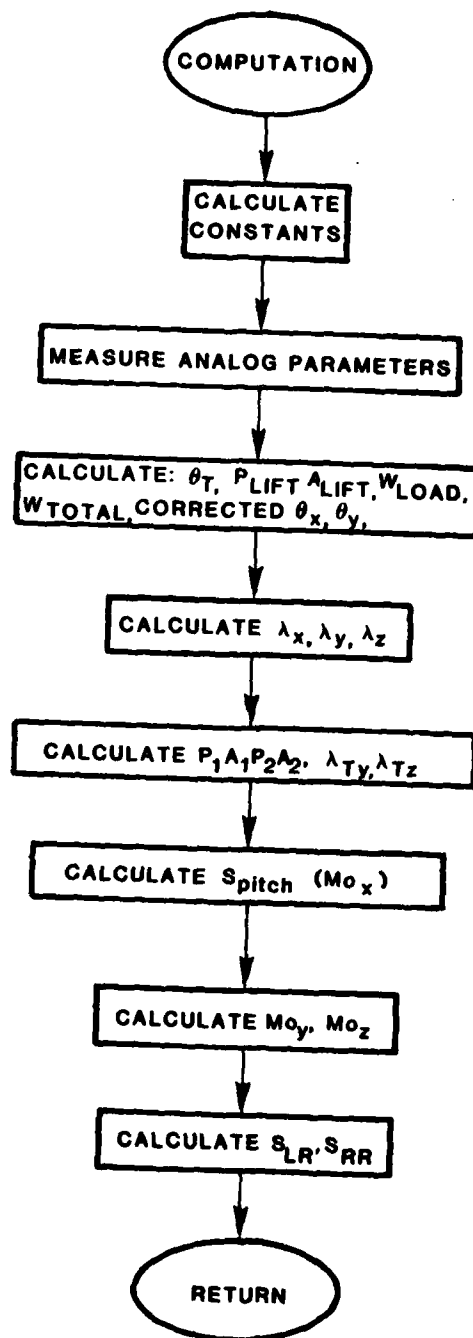 COMPUTATION
CALCULATE
CONSTANTS
MEASURE ANALOG PARAMETERS
CALCULATE: θT, PLIFT ALIFT, WLOAD,
WTOTAL, CORRECTED θx, θy,
CALCULATE λx, λy, λz
CALCULATE P1A1P2A2, λTy, λTz
CALCULATE Spitch (Mox)
CALCULATE Moy, Moz
CALCULATE SLR, SRR
RETURN